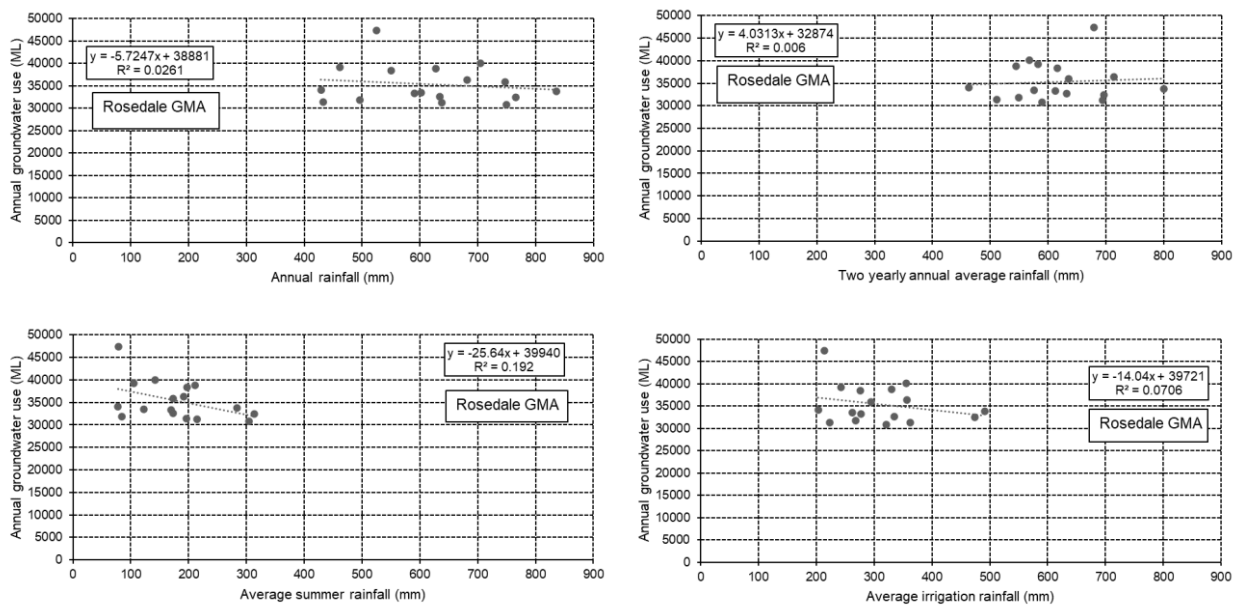 50000
45000
40000
35000
30000
25000
20000
15000
10000
5000
0
Annual groundwater use (ML)
y = -5.7247x + 38881
R² = 0.0261
Rosedale GMA
0 100 200 300 400 500 600 700 800 900
Annual rainfall (mm)
50000
45000
40000
35000
30000
25000
20000
15000
10000
5000
0
Annual groundwater use (ML)
y = 4.0313x + 32874
R² = 0.006
Rosedale GMA
0 100 200 300 400 500 600 700 800 900
Two yearly annual average rainfall (mm)
50000
45000
40000
35000
30000
25000
20000
15000
10000
5000
0
Annual groundwater use (ML)
y = -25.64x + 39940
R² = 0.192
Rosedale GMA
0 100 200 300 400 500 600 700 800 900
Average summer rainfall (mm)
50000
45000
40000
35000
30000
25000
20000
15000
10000
5000
0
Annual groundwater use (ML)
y = -14.04x + 39721
R² = 0.0706
Rosedale GMA
0 100 200 300 400 500 600 700 800 900
Average irrigation rainfall (mm)